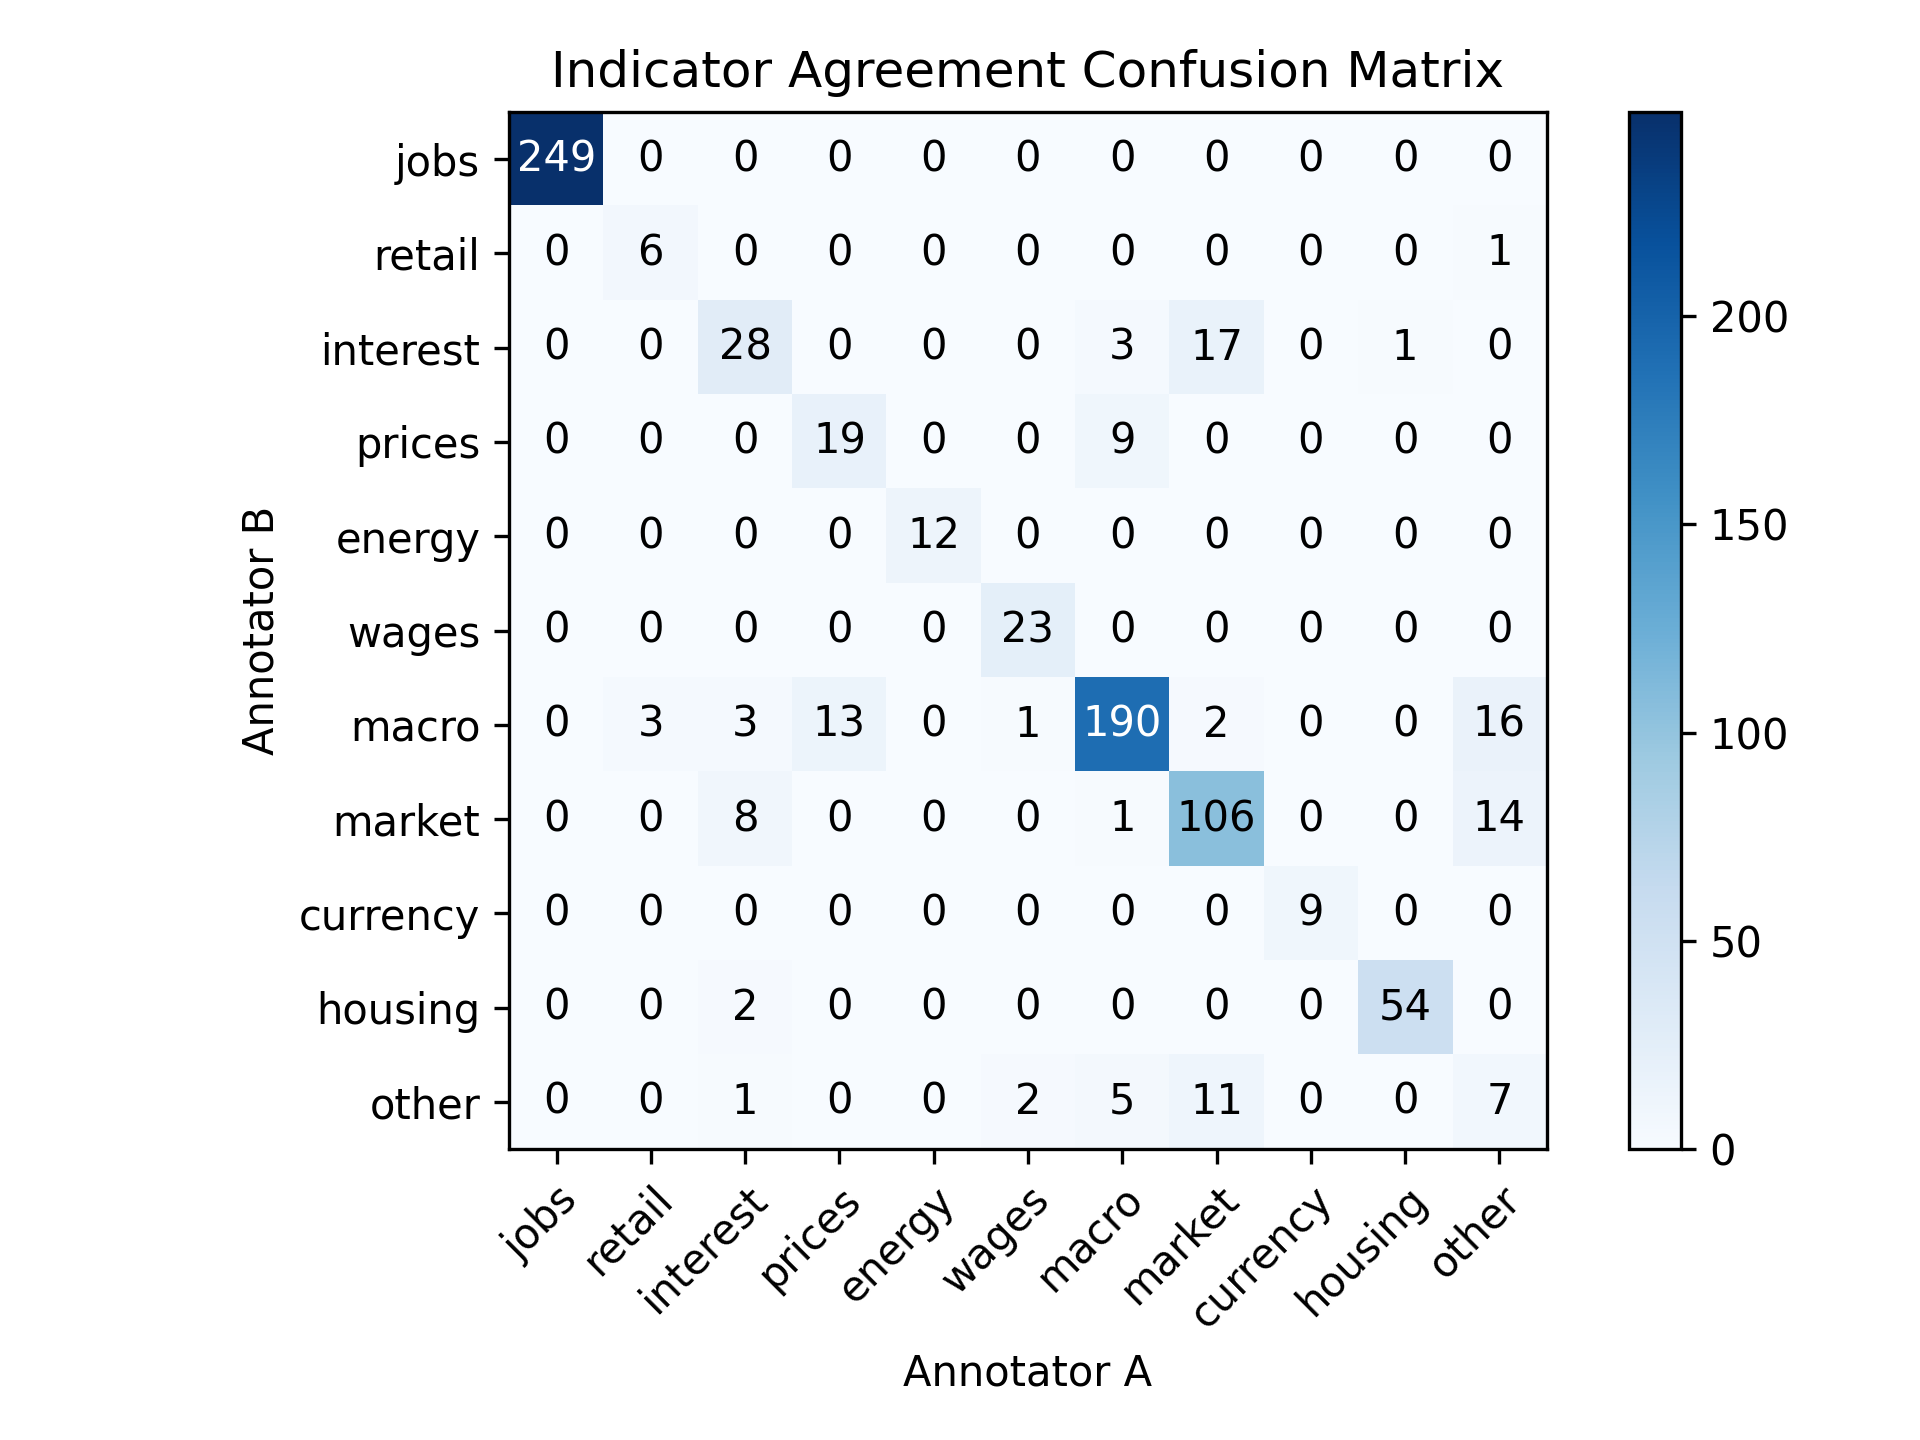 Indicator Agreement Confusion Matrix
jobs 249 0 0 0 0 0 0 0 0 0 0
retail 0 6 0 0 0 0 0 0 0 0 1
interest 0 0 28 0 0 0 3 17 0 1 0
prices 0 0 0 19 0 0 9 0 0 0 0
energy 0 0 0 0 12 0 0 0 0 0 0
wages 0 0 0 0 0 23 0 0 0 0 0
macro 0 3 3 13 0 1 190 2 0 0 16
market 0 0 8 0 0 0 1 106 0 0 14
currency 0 0 0 0 0 0 0 0 9 0 0
housing 0 0 2 0 0 0 0 0 0 54 0
other 0 0 1 0 0 2 5 11 0 0 7
jobs retail interest prices energy wages macro market currency housing other
Annotator A
Annotator B
200
150
100
50
0